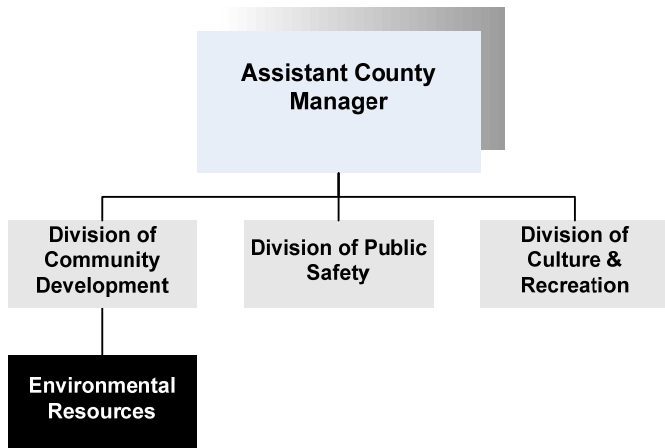 Assistant County
Manager
Division of
Community
Development
Division of Public
Safety
Division of
Culture &
Recreation
Environmental
Resources